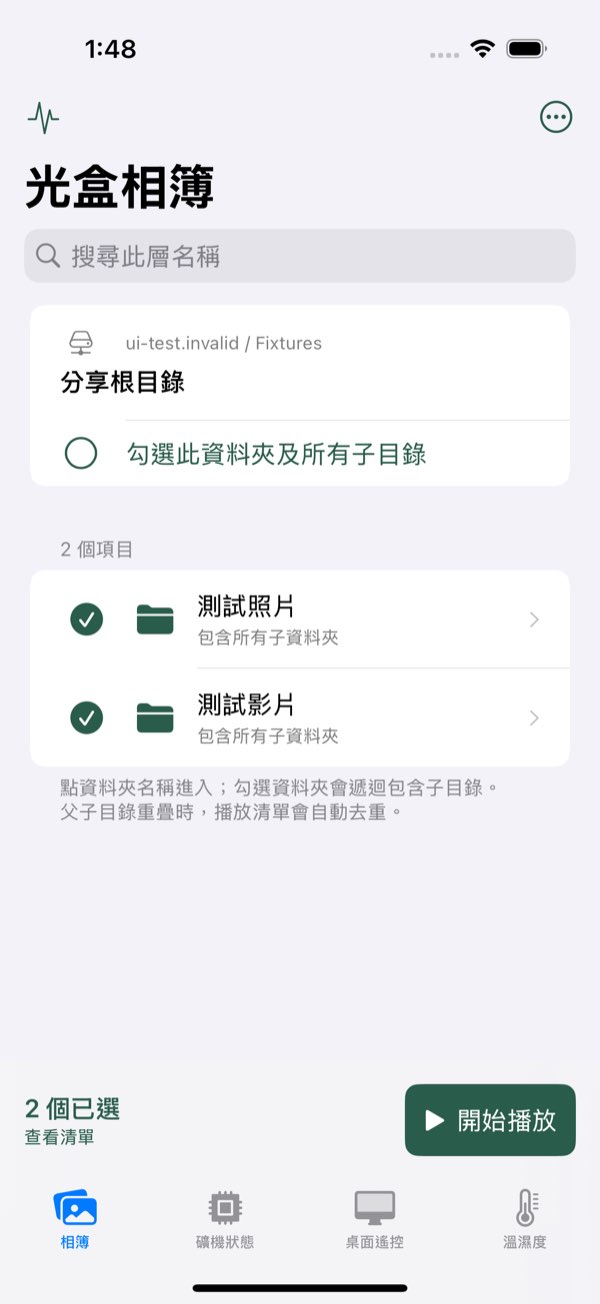 1:48
光盒相簿
搜尋此層名稱
ui-test.invalid / Fixtures
分享根目錄
勾選此資料夾及所有子目錄
2 個項目
測試照片
包含所有子資料夾
測試影片
包含所有子資料夾
點資料夾名稱進入；勾選資料夾會遞迴包含子目錄。
父子目錄重疊時，播放清單會自動去重。
2 個已選
查看清單
開始播放
相簿
礦機狀態
桌面遙控
溫濕度